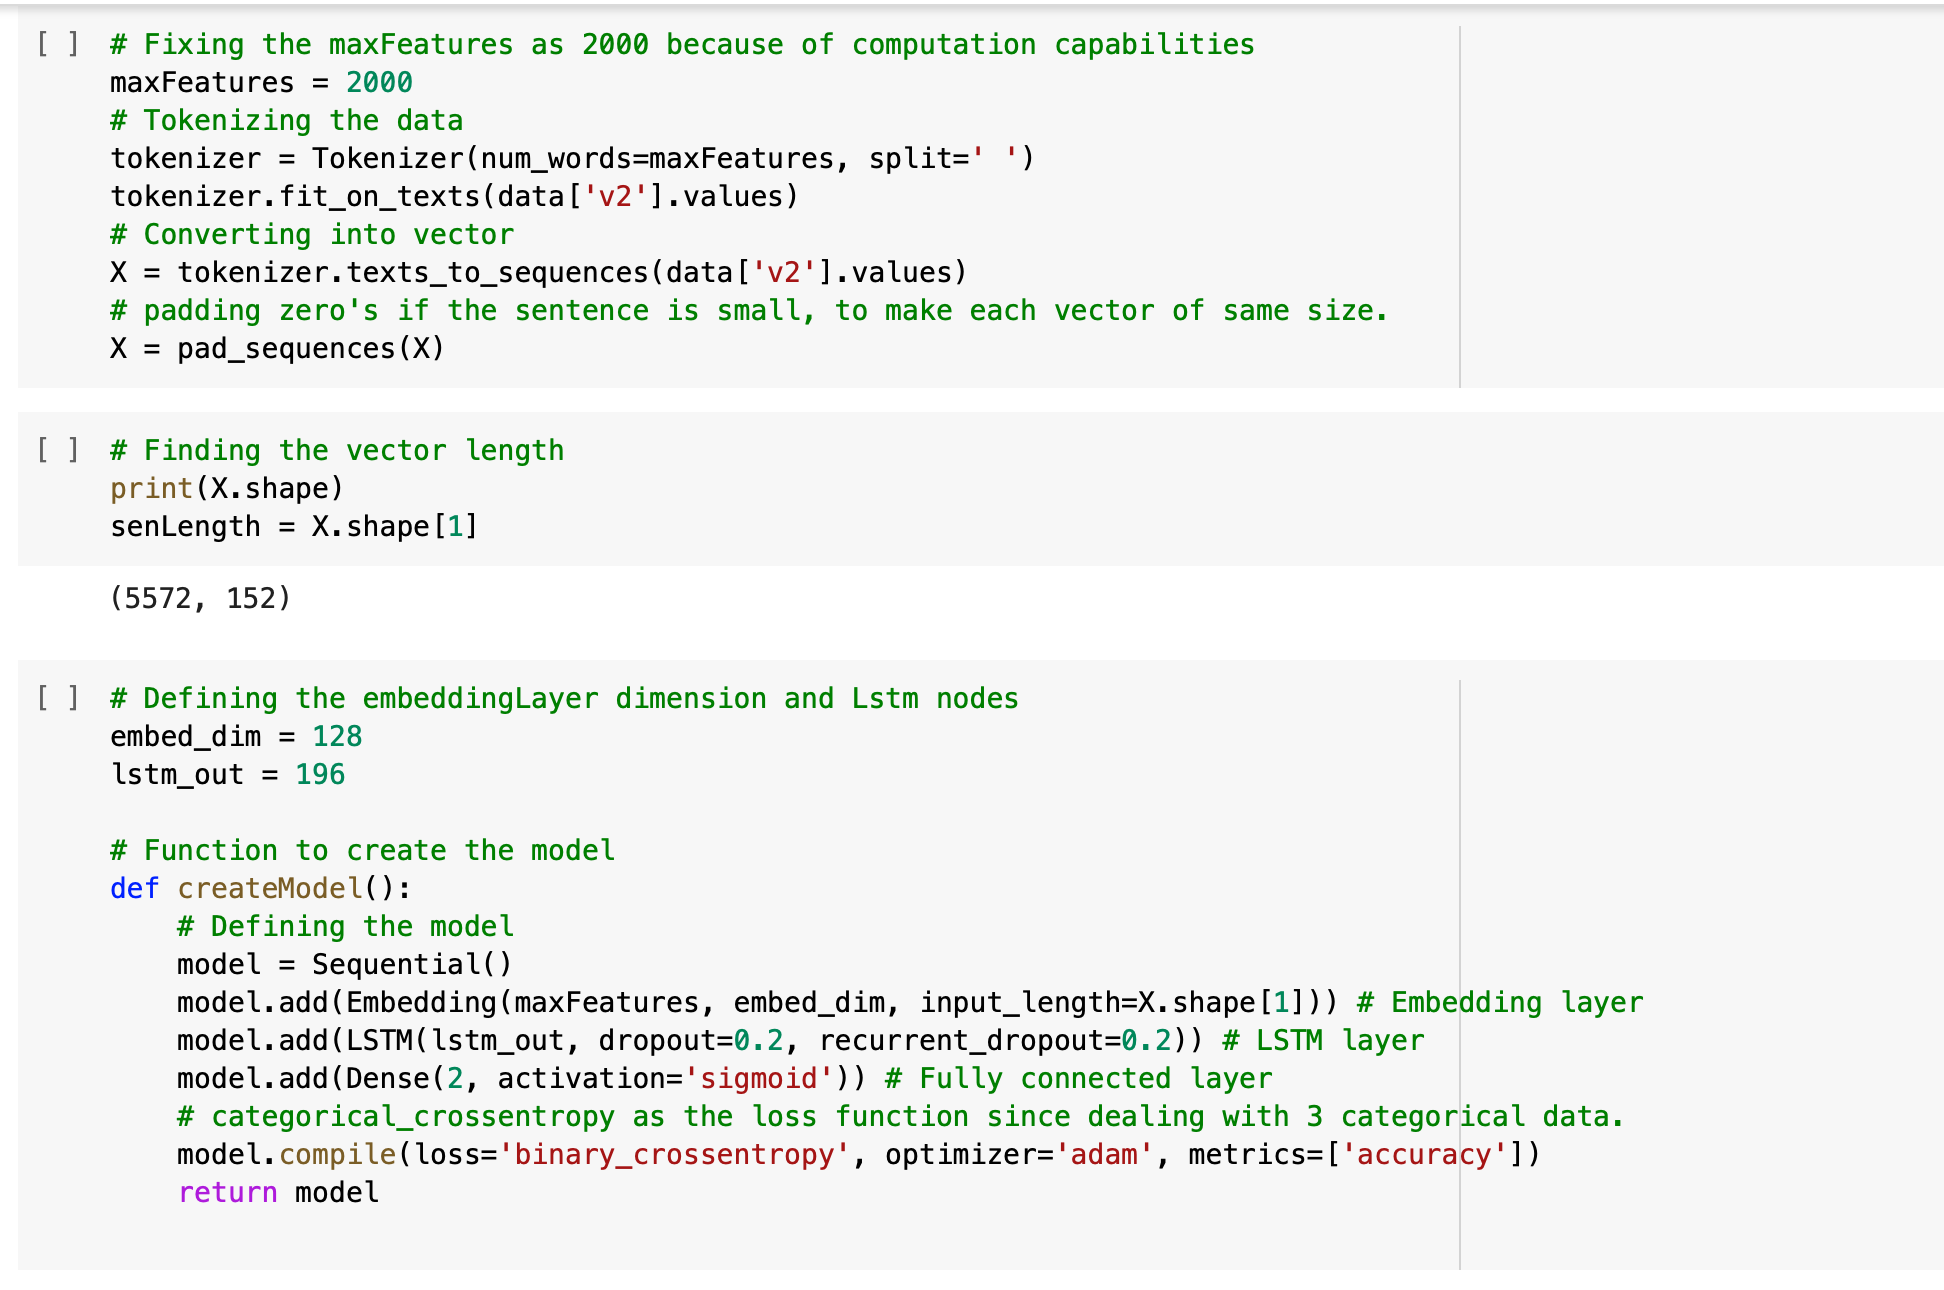 [ ] # Fixing the maxFeatures as 2000 because of computation capabilities
maxFeatures = 2000
# Tokenizing the data
tokenizer = Tokenizer(num_words=maxFeatures, split=' ')
tokenizer.fit_on_texts(data['v2'].values)
# Converting into vector
X = tokenizer.texts_to_sequences(data['v2'].values)
# padding zero's if the sentence is small, to make each vector of same size.
X = pad_sequences(X)
[ ] # Finding the vector length
print(X.shape)
senLength = X.shape[1]
(5572, 152)
[ ] # Defining the embeddingLayer dimension and Lstm nodes
embed_dim = 128
lstm_out = 196
# Function to create the model
def createModel():
    # Defining the model
    model = Sequential()
    model.add(Embedding(maxFeatures, embed_dim, input_length=X.shape[1])) # Embedding layer
    model.add(LSTM(lstm_out, dropout=0.2, recurrent_dropout=0.2)) # LSTM layer
    model.add(Dense(2, activation='sigmoid')) # Fully connected layer
    # categorical_crossentropy as the loss function since dealing with 3 categorical data.
    model.compile(loss='binary_crossentropy', optimizer='adam', metrics=['accuracy'])
    return model